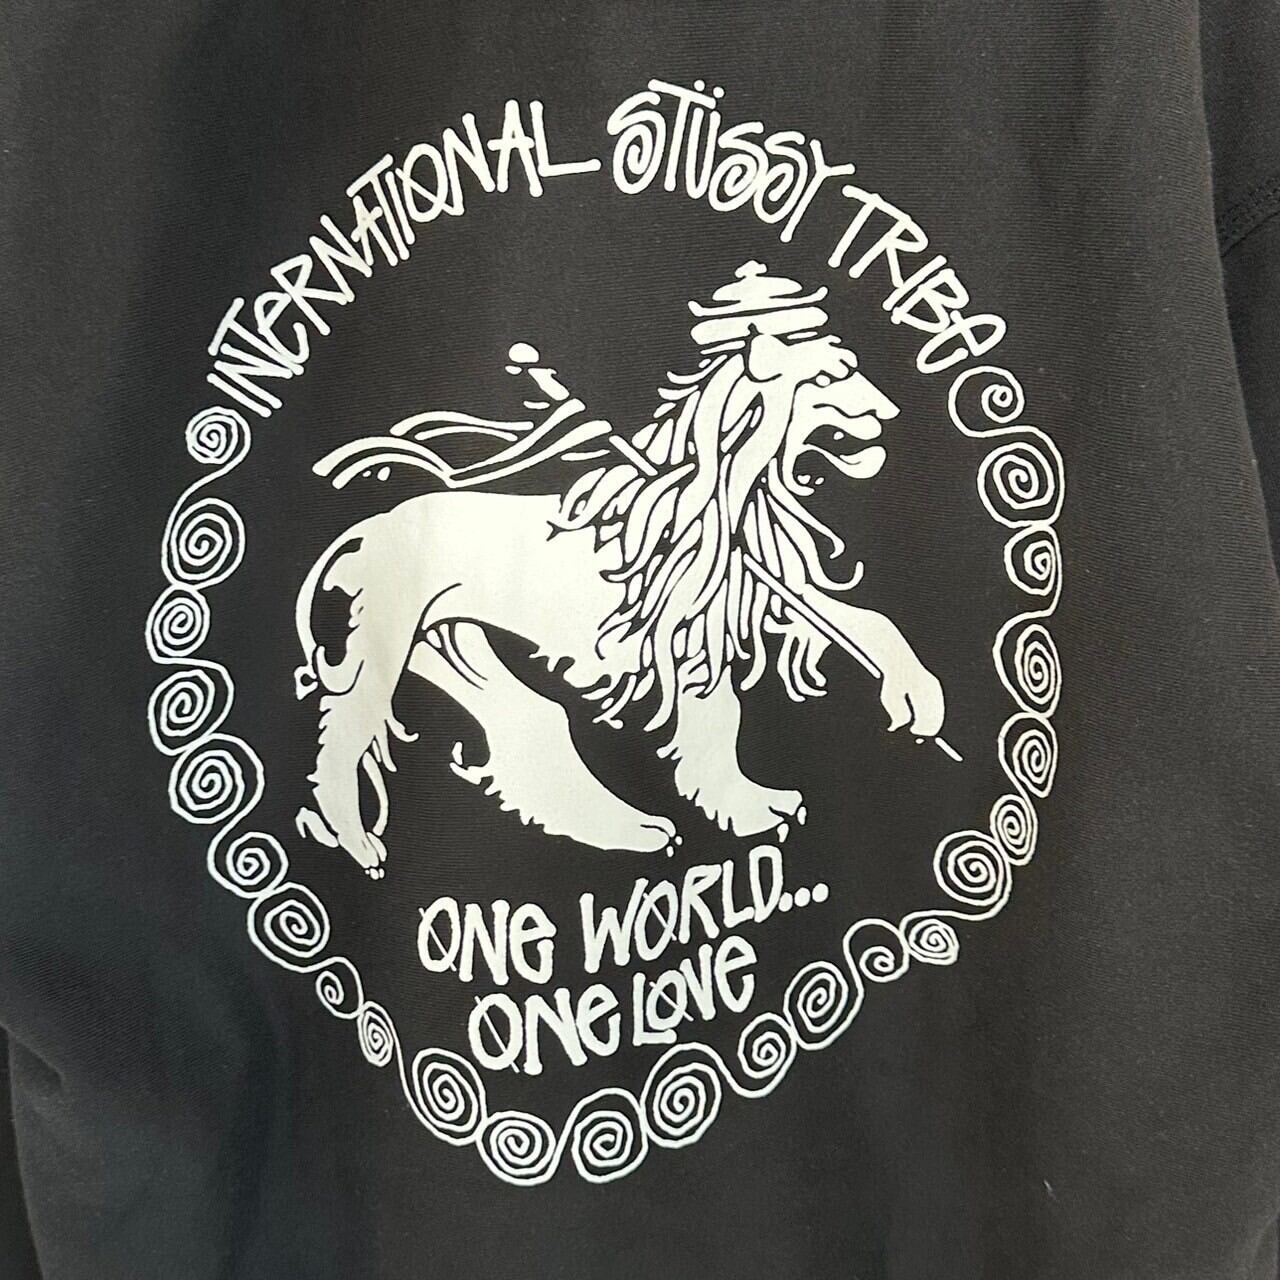 INTERNATIONAL STÜSSY TRIBE
ONE WORLD...
ONE LOVE